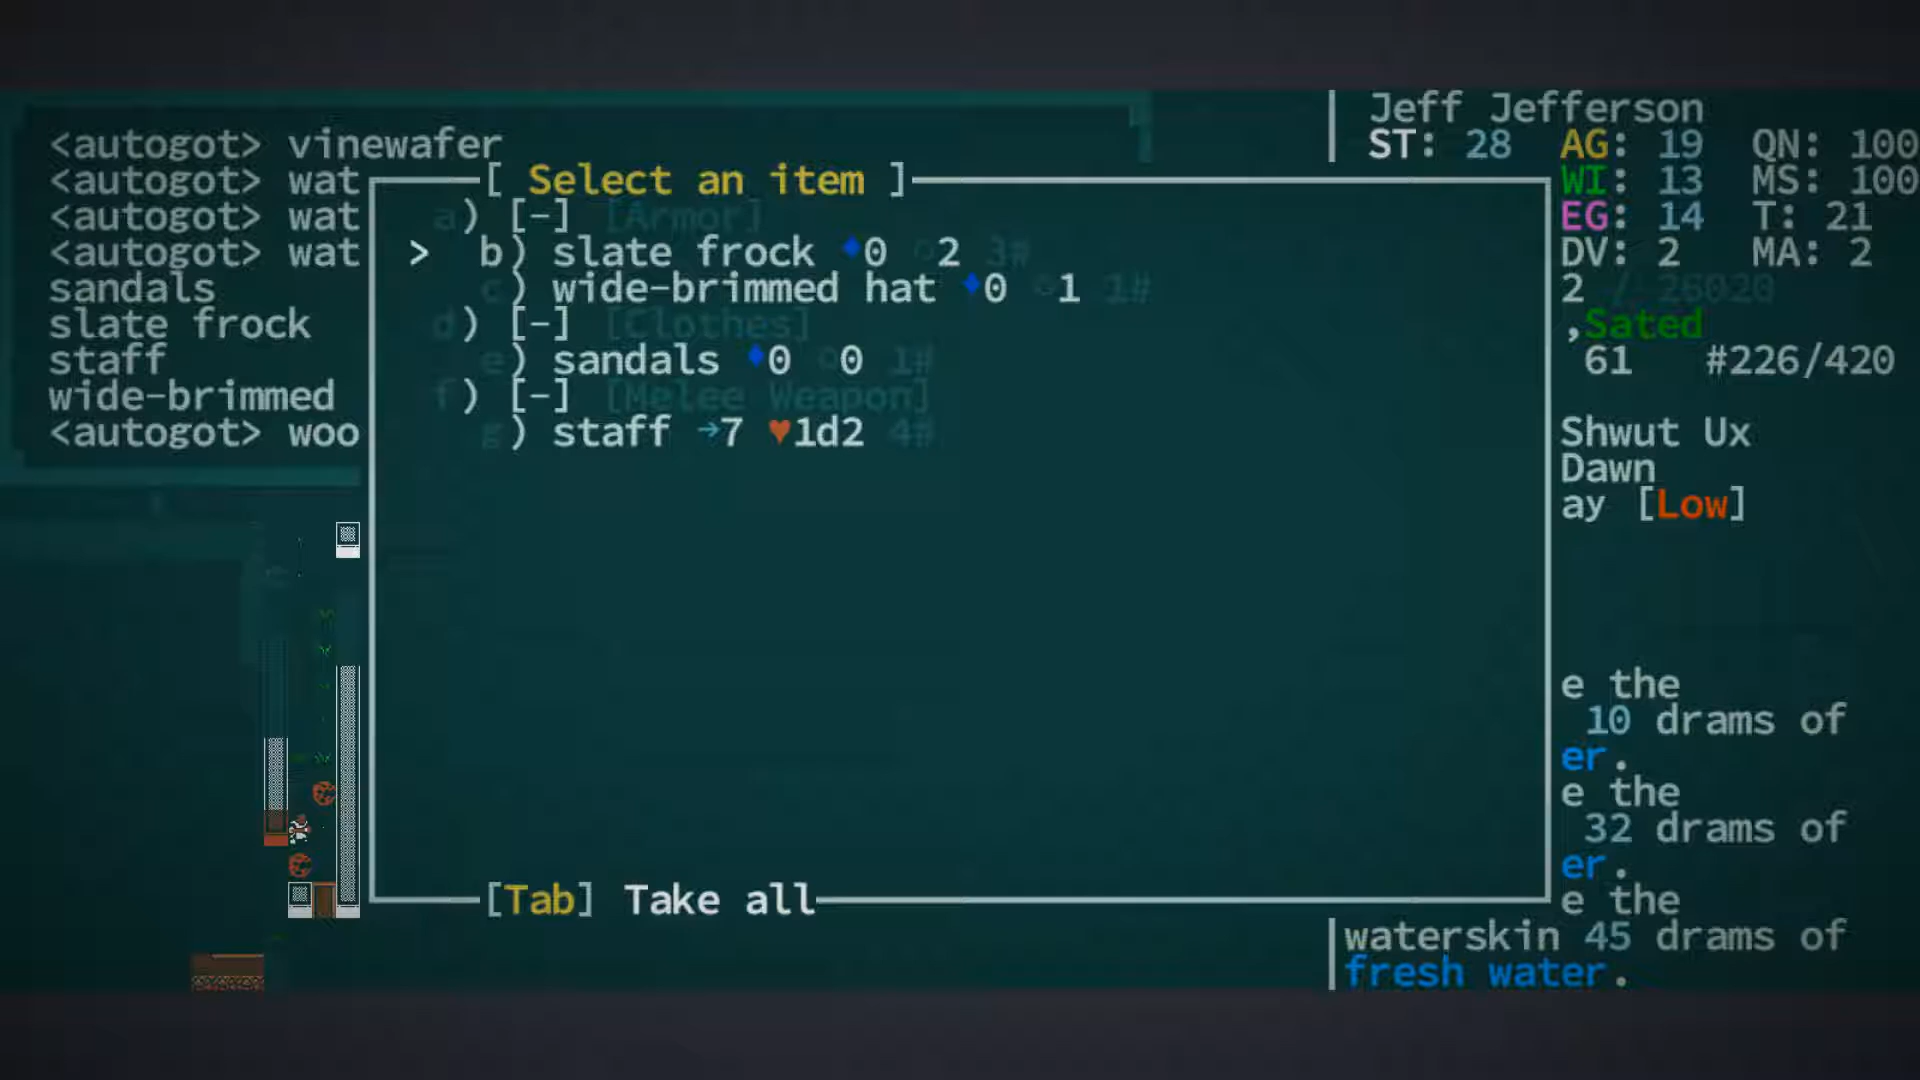 <autogot> vinewafer
<autogot> wat
<autogot> wat
<autogot> wat
sandals
slate frock
staff
wide-brimmed
<autogot> woo
[ Select an item ]
a) [-] [Armor]
> b) slate frock ♦0 ○2 3#
c) wide-brimmed hat ♦0 ○1 1#
d) [-] [Clothes]
e) sandals ♦0 ○0 1#
f) [-] [Melee Weapon]
g) staff →7 ♥1d2 4#
[Tab] Take all
Jeff Jefferson
ST: 28 AG: 19 QN: 100
WI: 13 MS: 100
EG: 14 T: 21
DV: 2 MA: 2
2 / 26020
,Sated
61 #226/420
Shwut Ux
Dawn
ay [Low]
e the
10 drams of
er.
e the
32 drams of
er.
e the
waterskin 45 drams of
fresh water.